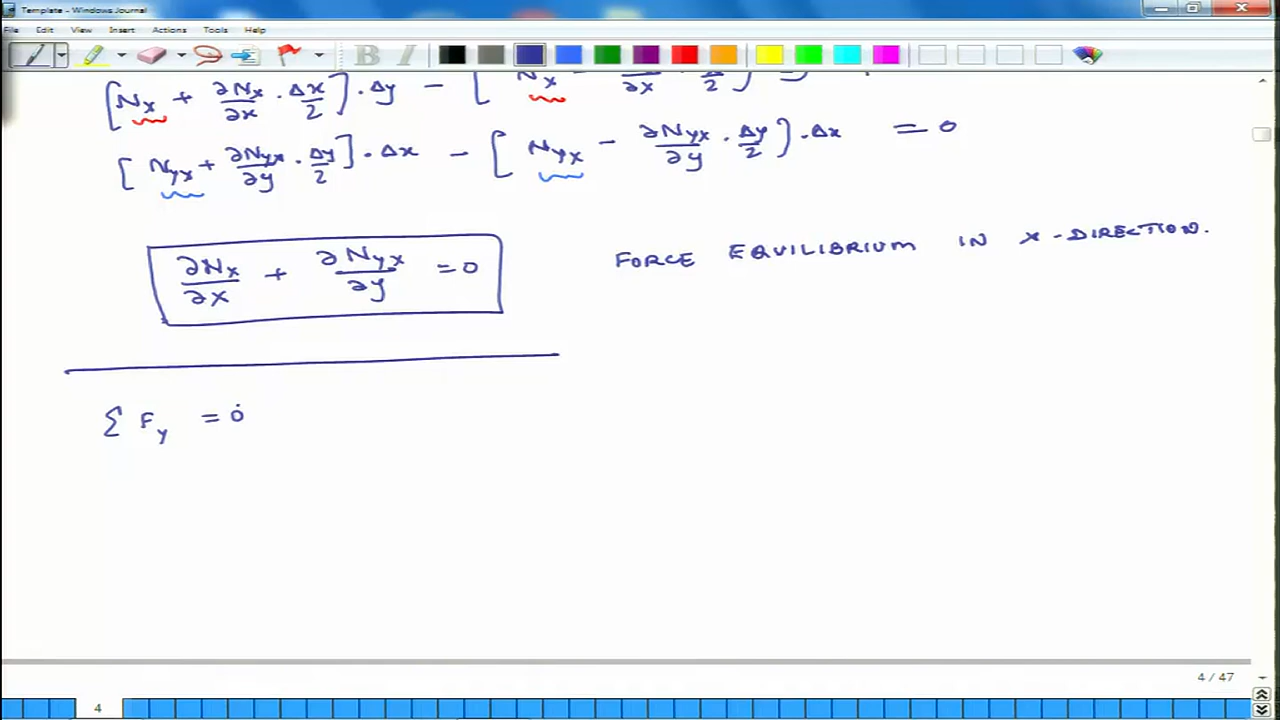 Template - Windows Journal
File Edit View Insert Actions Tools Help
B I
[Nx + ∂Nx/∂x · Δx/2] · Δy - [Nx - ∂x 2]
[Nyx + ∂Nyx/∂y · Δy/2] · Δx - [Nyx - ∂Nyx/∂y · Δy/2] · Δx = 0
∂Nx/∂x + ∂Nyx/∂y = 0 FORCE EQUILIBRIUM IN X-DIRECTION.
Σ Fy = 0
4 / 47
4